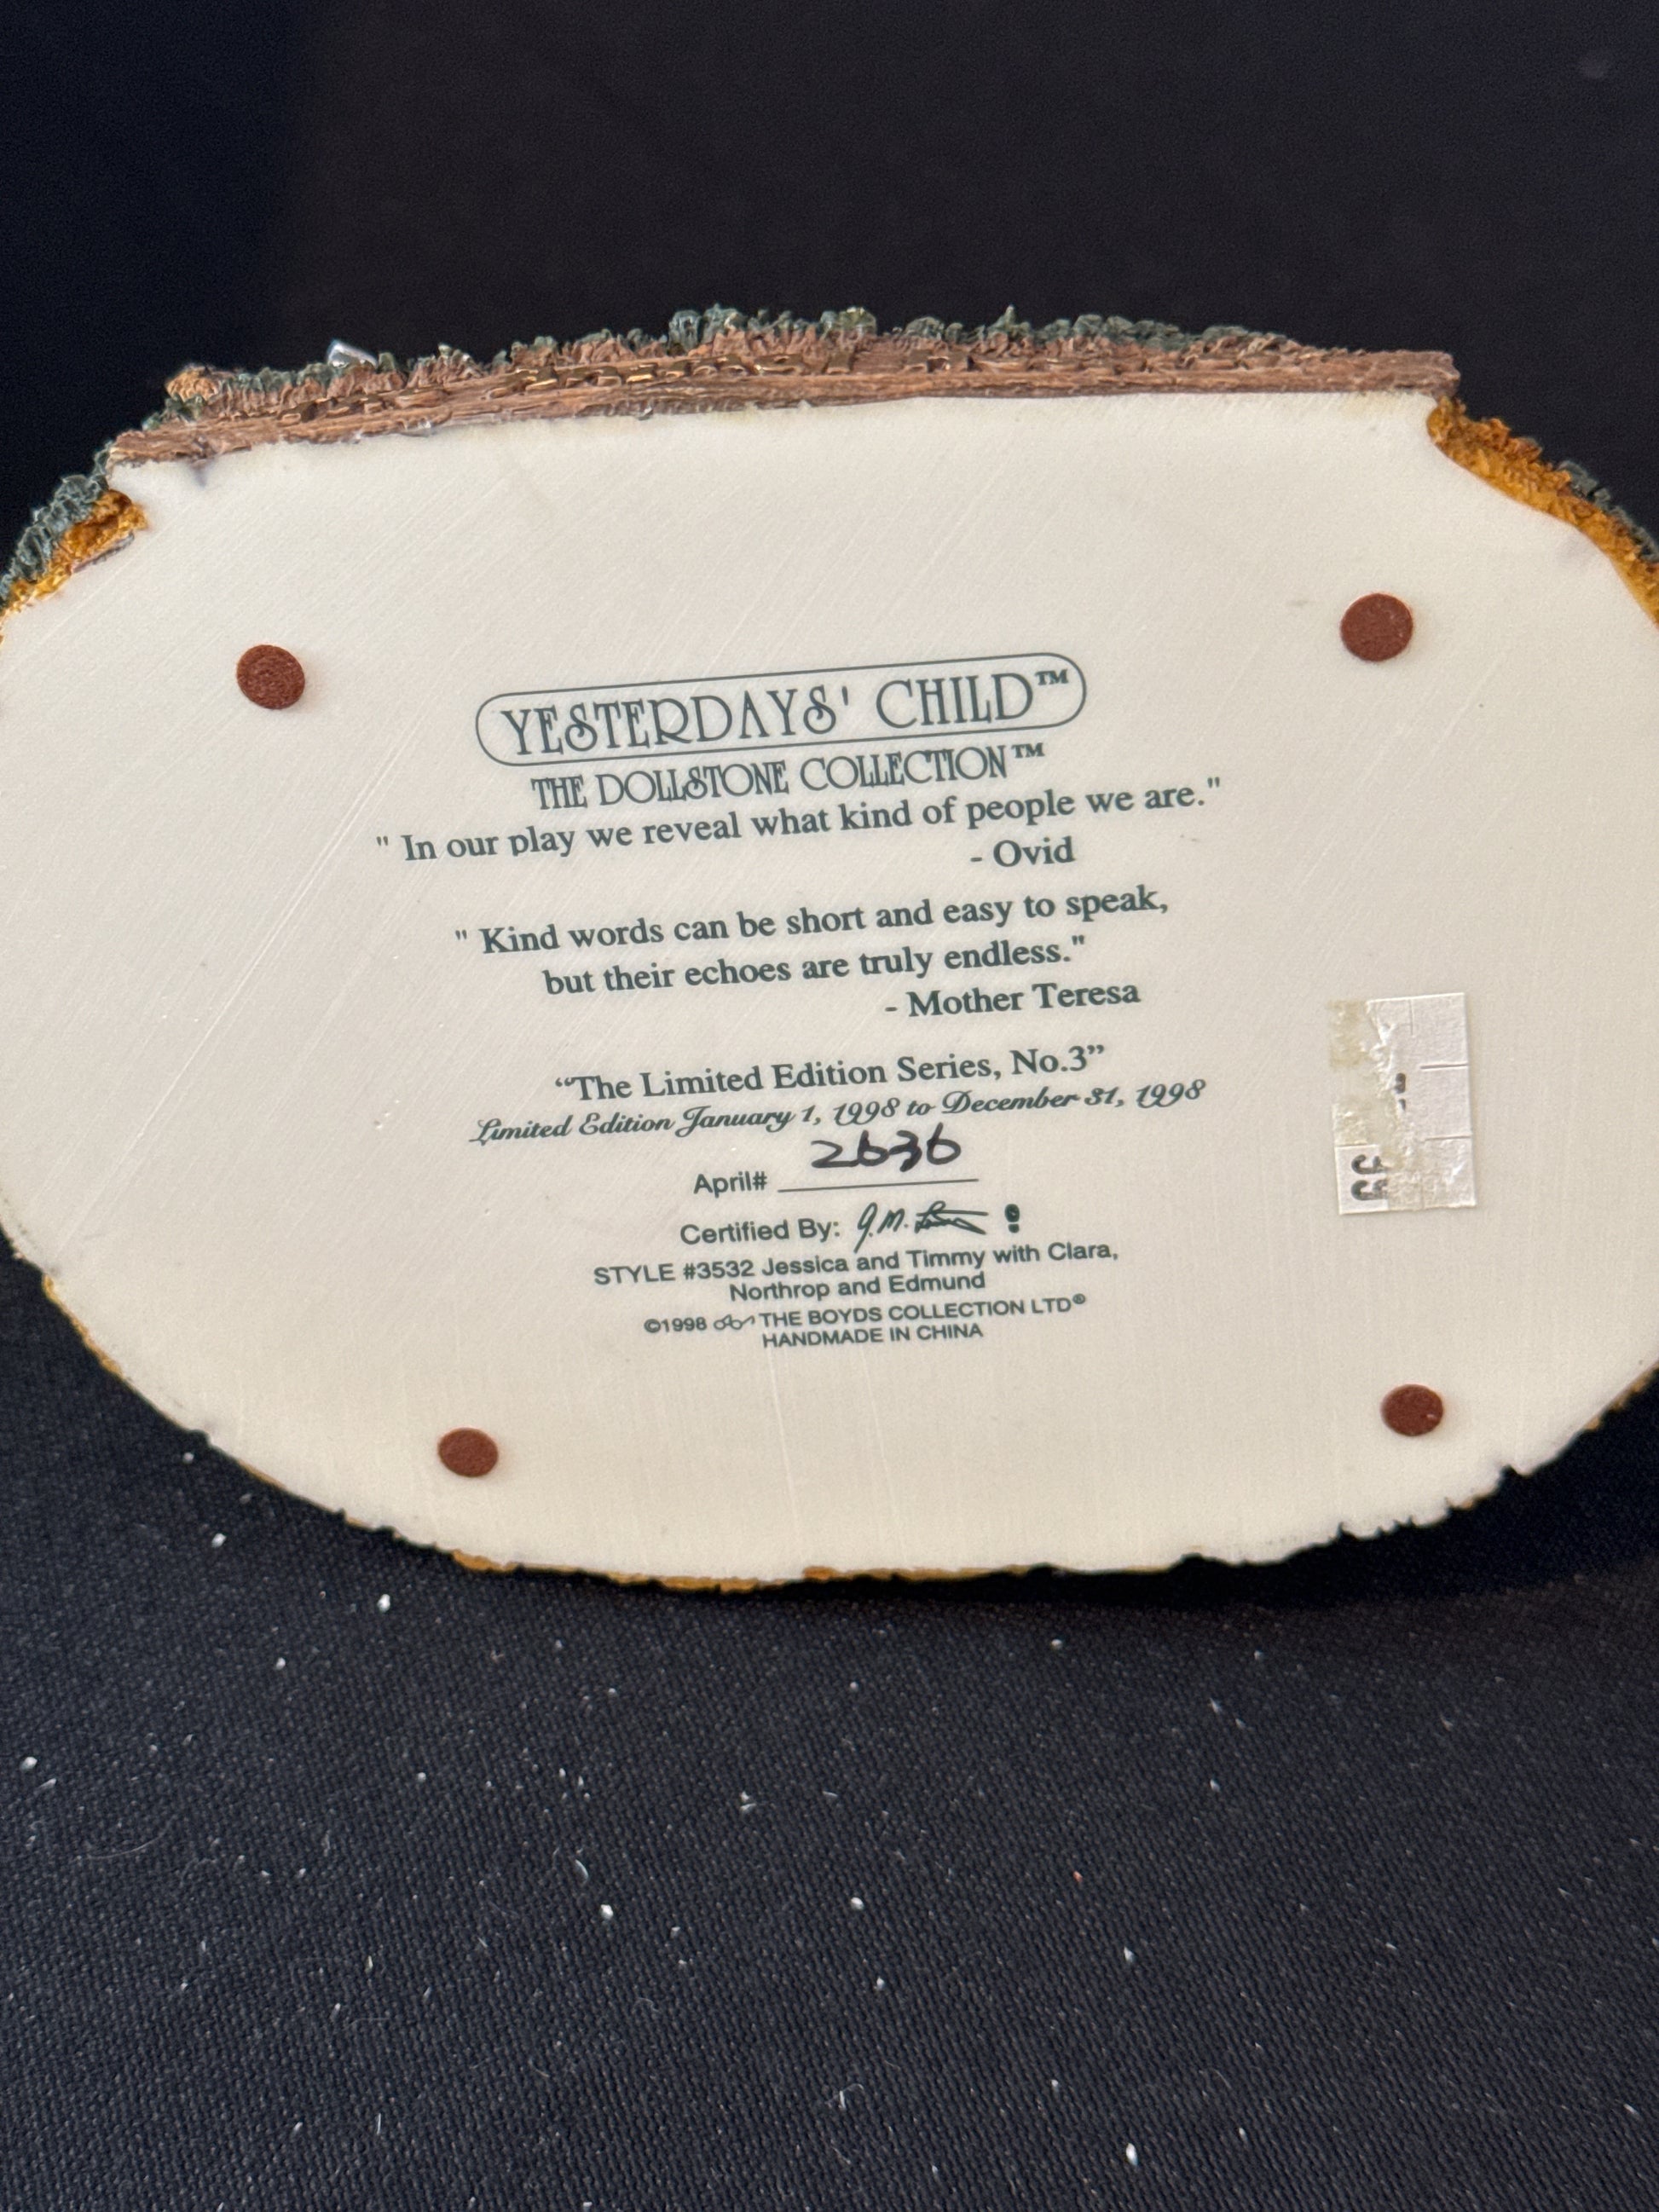 YESTERDAYS' CHILD™
THE DOLLSTONE COLLECTION™
" In our play we reveal what kind of people we are."
- Ovid
" Kind words can be short and easy to speak,
but their echoes are truly endless."
- Mother Teresa
“The Limited Edition Series, No.3”
Limited Edition January 1, 1998 to December 31, 1998
April# 2636
Certified By: G.M.
STYLE #3532 Jessica and Timmy with Clara,
Northrop and Edmund
©1998 THE BOYDS COLLECTION LTD®
HANDMADE IN CHINA